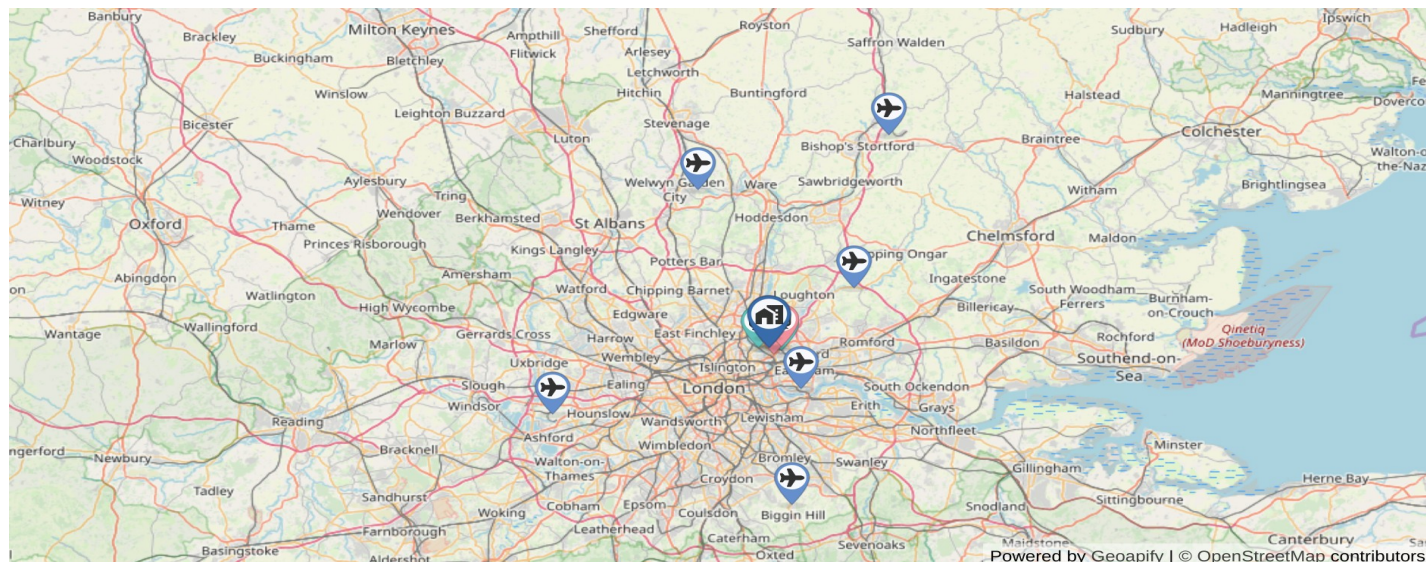 Banbury
Brackley
Milton Keynes
Ampthill
Shefford
Royston
Ipswich
Sudbury
Hadleigh
Buckingham
Bletchley
Flitwick
Arlesey
Saffron Walden
Winslow
Letchworth
Leighton Buzzard
Hitchin
Buntingford
Halstead
Manningtree
Charlbury
Bicester
Luton
Stevenage
Bishop's Stortford
Braintree
Colchester
Woodstock
Aylesbury
Tring
Welwyn Garden
City
Ware
Sawbridgeworth
Witham
Brightlingsea
Witney
Wendover
Berkhamsted
St Albans
Hoddesdon
Oxford
Thame
Princes Risborough
Kings Langley
Chelmsford
Maldon
Abingdon
Amersham
Potters Bar
Ongar
Ingatestone
Watlington
High Wycombe
Watford
Chipping Barnet
Loughton
South Woodham
Ferrers
Burnham-
on-Crouch
Wantage
Wallingford
Marlow
Gerrards Cross
Edgware
Harrow
East Finchley
Romford
Billericay
Basildon
Rochford
Qinetiq
(MoD Shoeburyness)
Uxbridge
Wembley
Islington
Southend-on-
Sea
Slough
Ealing
London
South Ockendon
Windsor
Hounslow
Erith
Grays
Reading
Ashford
Wandsworth
Lewisham
Northfleet
Newbury
Bracknell
Walton-on-
Thames
Wimbledon
Bromley
Swanley
Gillingham
Minster
Tadley
Sandhurst
Cobham
Epsom
Croydon
Sittingbourne
Herne Bay
Woking
Coulsdon
Biggin Hill
Snodland
Farnborough
Leatherhead
Caterham
Sevenoaks
Maidstone
Canterbury
Basingstoke
Aldershot
Oxted
Powered by Geoapify | © OpenStreetMap contributors